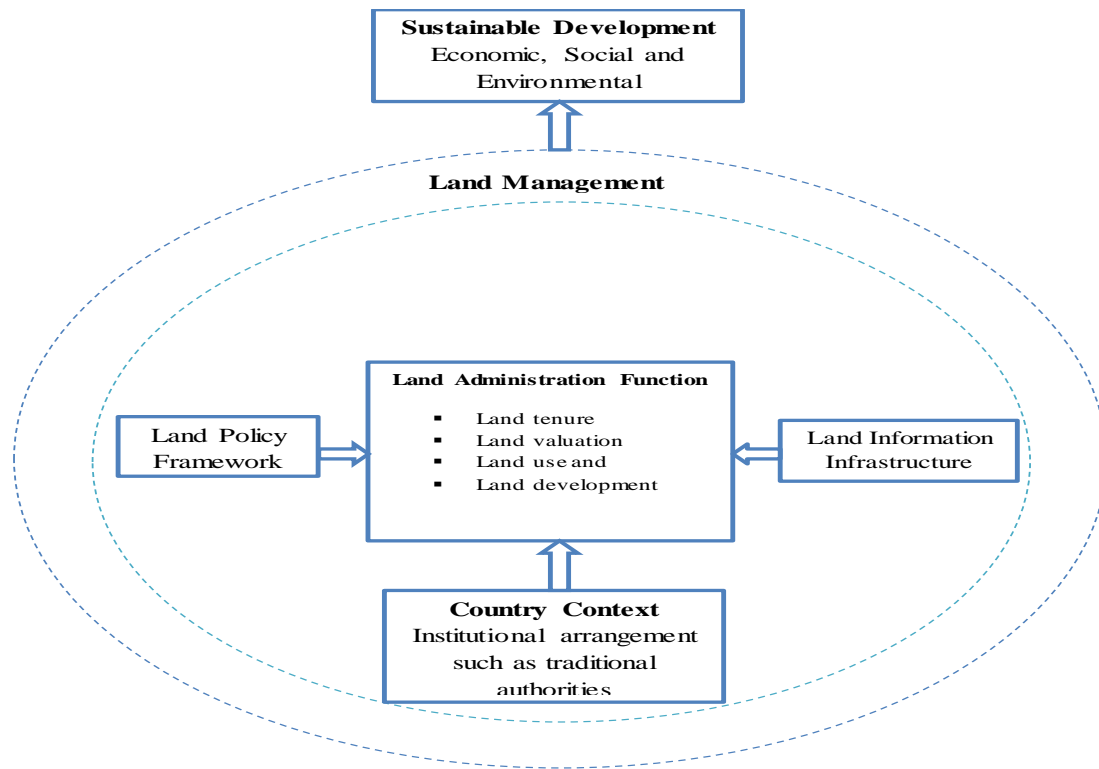 Sustainable Development
Economic, Social and
Environmental
Land Management
Land Administration Function
▪ Land tenure
▪ Land valuation
▪ Land use and
▪ Land development
Land Policy
Framework
Land Information
Infrastructure
Country Context
Institutional arrangement
such as traditional
authorities